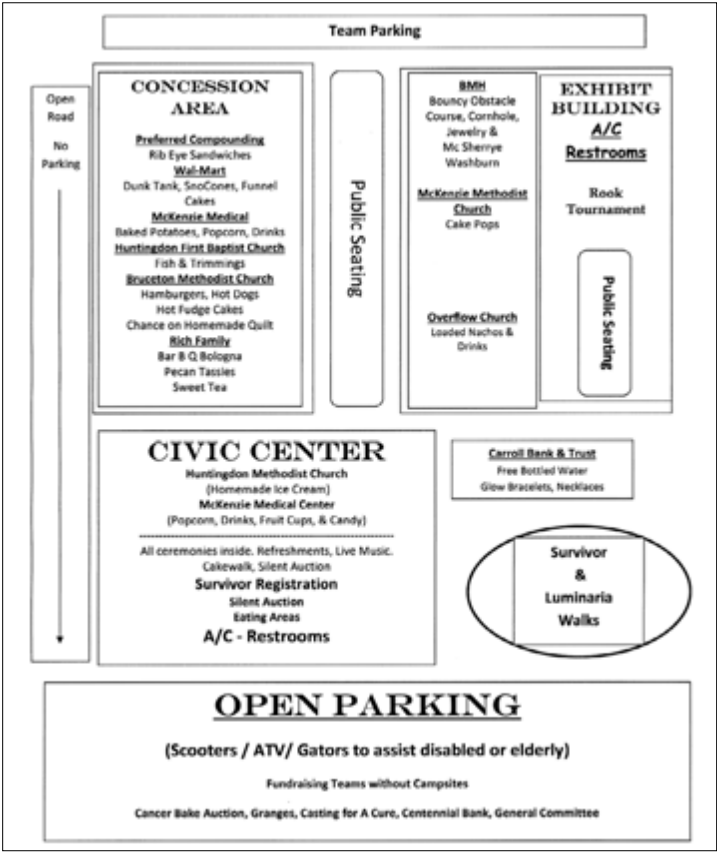 Team Parking
Open
Road
No
Parking
CONCESSION
AREA
Preferred Compounding
Rib Eye Sandwiches
Wal-Mart
Dunk Tank, SnoCones, Funnel
Cakes
McKenzie Medical
Baked Potatoes, Popcorn, Drinks
Huntingdon First Baptist Church
Fish & Trimmings
Bruceton Methodist Church
Hamburgers, Hot Dogs
Hot Fudge Cakes
Chance on Homemade Quilt
Rich Family
Bar B Q Bologna
Pecan Tassies
Sweet Tea
Public Seating
BMH
Bouncy Obstacle
Course, Cornhole,
Jewelry &
Mc Sherrye
Washburn
McKenzie Methodist
Church
Cake Pops
Overflow Church
Loaded Nachos &
Drinks
EXHIBIT
BUILDING
A/C
Restrooms
Rook
Tournament
Public Seating
CIVIC CENTER
Huntingdon Methodist Church
(Homemade Ice Cream)
McKenzie Medical Center
(Popcorn, Drinks, Fruit Cups, & Candy)
All ceremonies inside. Refreshments, Live Music.
Cakewalk, Silent Auction
Survivor Registration
Silent Auction
Eating Areas
A/C - Restrooms
Carroll Bank & Trust
Free Bottled Water
Glow Bracelets, Necklaces
Survivor
&
Luminaria
Walks
OPEN PARKING
(Scooters / ATV/ Gators to assist disabled or elderly)
Fundraising Teams without Campsites
Cancer Bake Auction, Granges, Casting for A Cure, Centennial Bank, General Committee